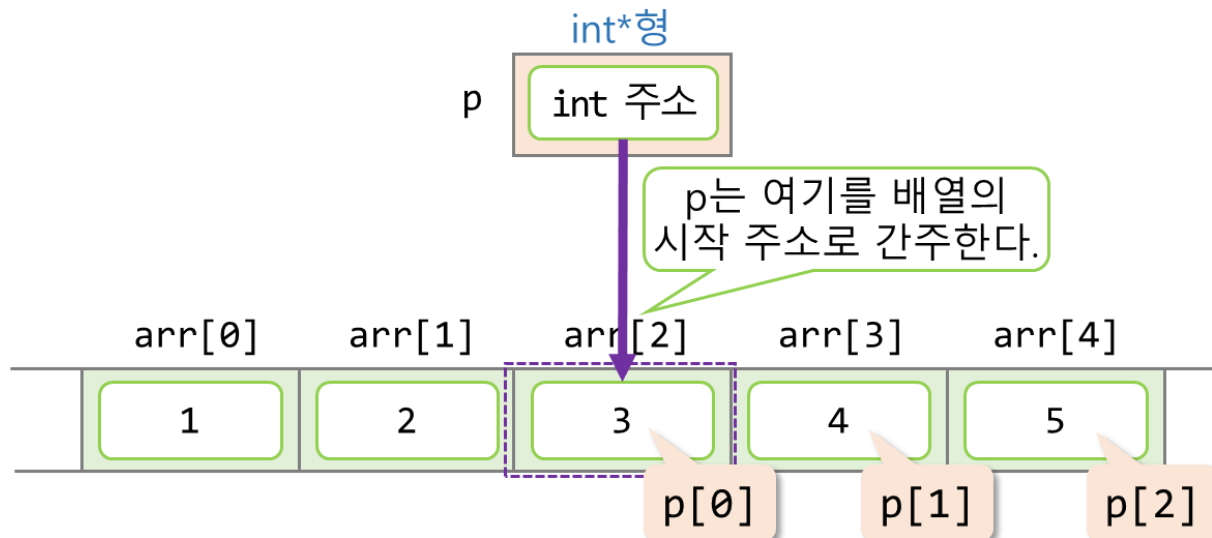 int*형
p
int 주소
p는 여기를 배열의
시작 주소로 간주한다.
arr[0] arr[1] arr[2] arr[3] arr[4]
1 2 3 4 5
p[0] p[1] p[2]